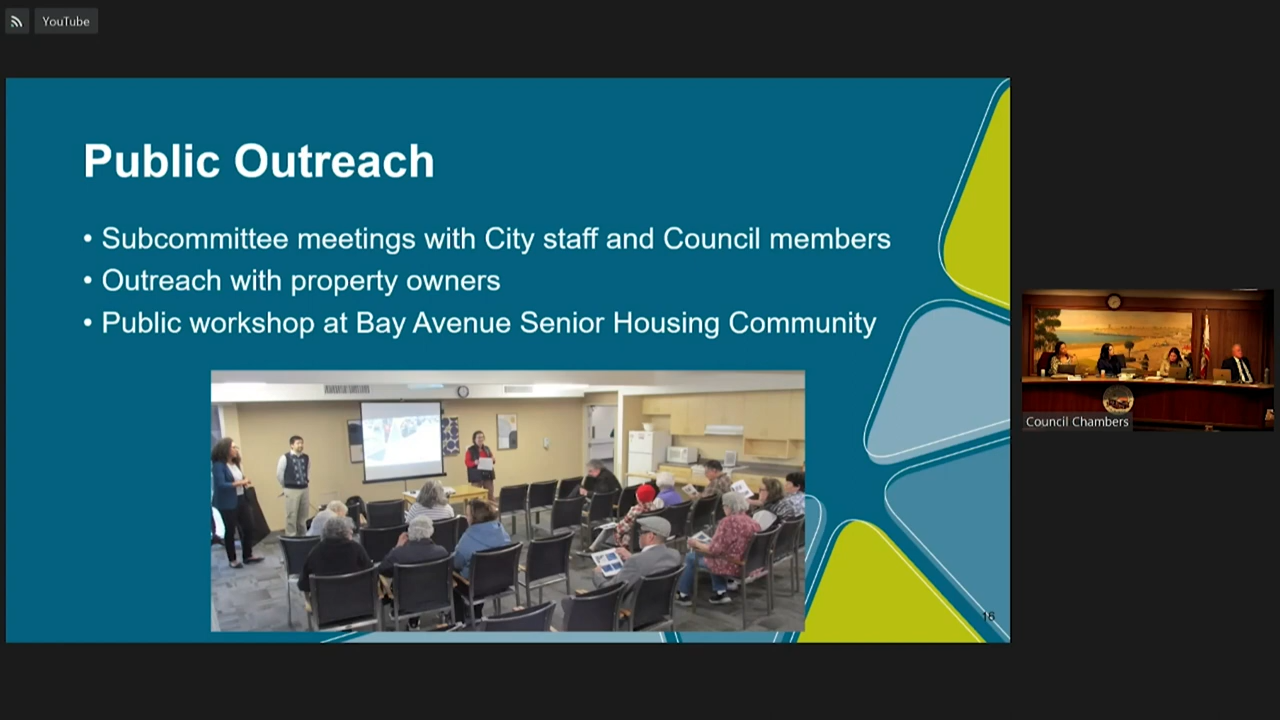 YouTube
Public Outreach
• Subcommittee meetings with City staff and Council members
• Outreach with property owners
• Public workshop at Bay Avenue Senior Housing Community
16
Council Chambers